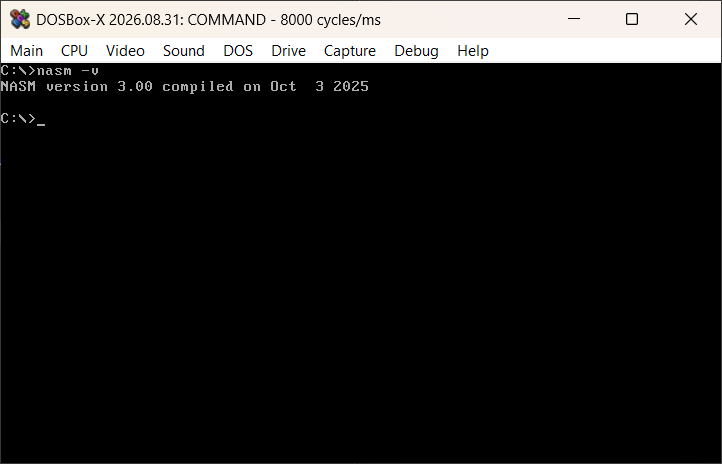 DOSBox-X 2026.08.31: COMMAND - 8000 cycles/ms
Main CPU Video Sound DOS Drive Capture Debug Help
C:\>nasm -v
NASM version 3.00 compiled on Oct  3 2025
C:\>_